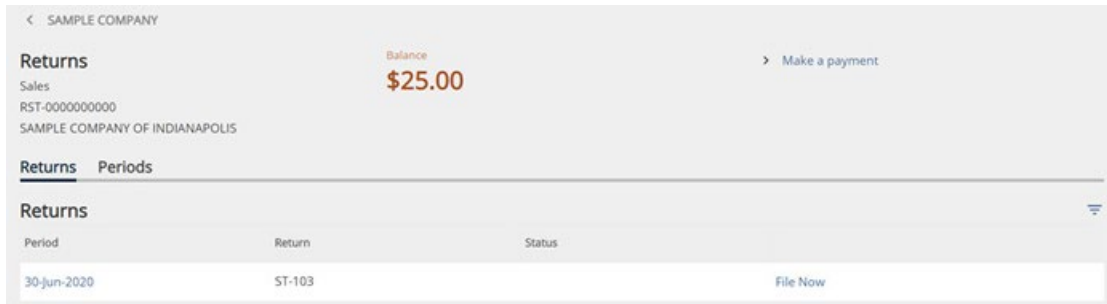 < SAMPLE COMPANY
Returns
Sales
RST-0000000000
SAMPLE COMPANY OF INDIANAPOLIS
Balance
$25.00
> Make a payment
Returns Periods
Returns
Period Return Status
30-Jun-2020 ST-103 File Now